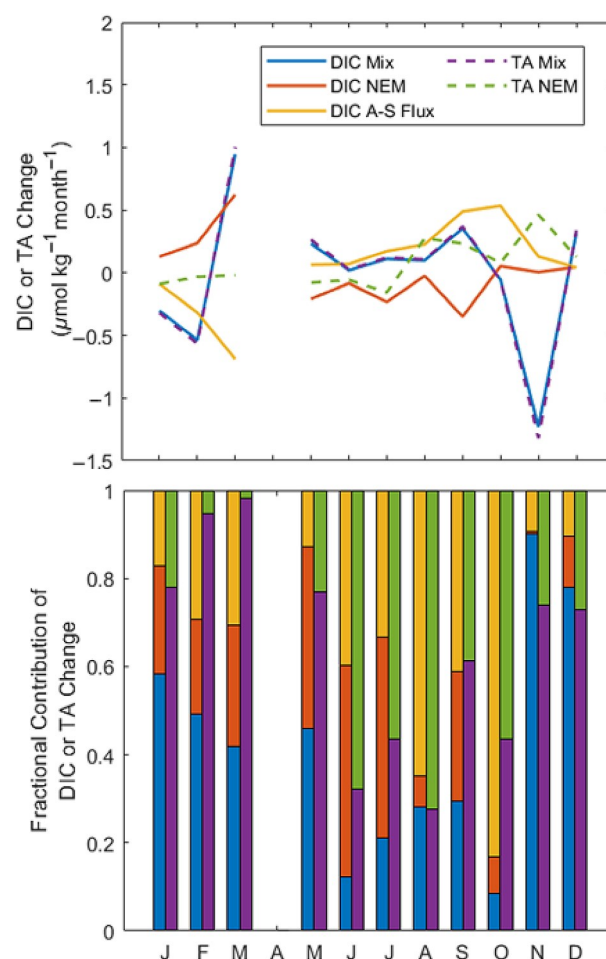 2
1.5
1
0.5
0
−0.5
−1
−1.5
DIC or TA Change
(μmol kg⁻¹ month⁻¹)
DIC Mix
DIC NEM
DIC A-S Flux
TA Mix
TA NEM
1
0.8
0.6
0.4
0.2
0
Fractional Contribution of
DIC or TA Change
J F M A M J J A S O N D